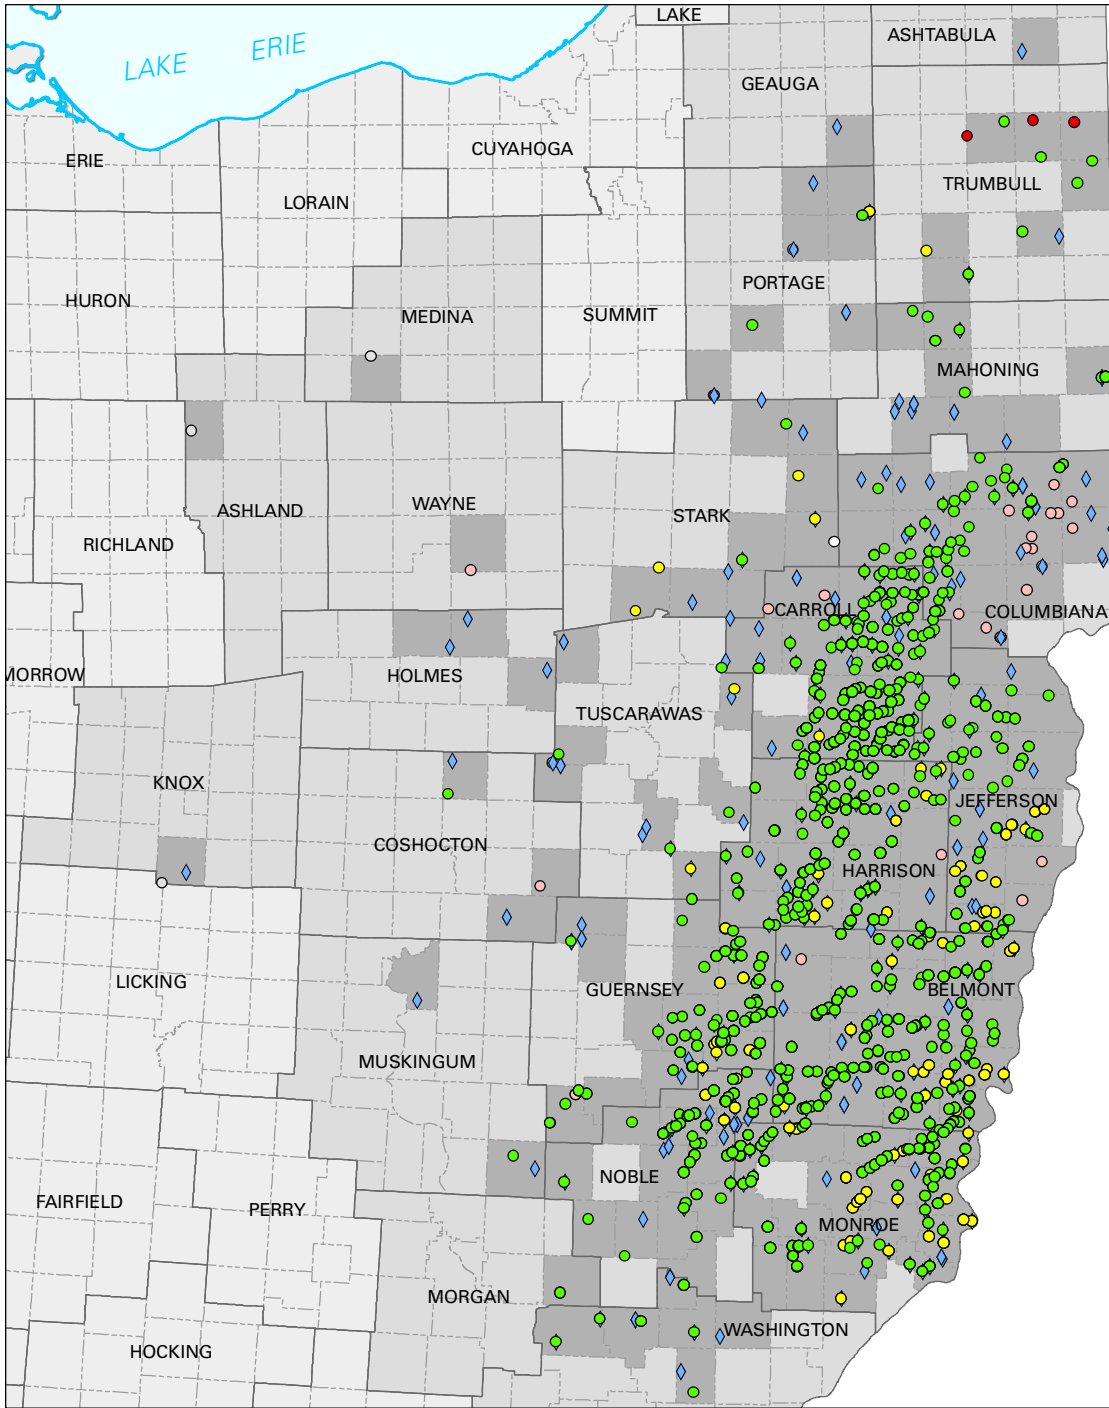 LAKE
ASHTABULA
LAKE ERIE
GEAUGA
CUYAHOGA
ERIE
TRUMBULL
LORAIN
PORTAGE
HURON
MEDINA
SUMMIT
MAHONING
WAYNE
ASHLAND
STARK
RICHLAND
CARROLL
COLUMBIANA
MORROW
HOLMES
TUSCARAWAS
KNOX
JEFFERSON
COSHOCTON
HARRISON
LICKING
GUERNSEY
BELMONT
MUSKINGUM
NOBLE
FAIRFIELD
PERRY
MONROE
MORGAN
WASHINGTON
HOCKING